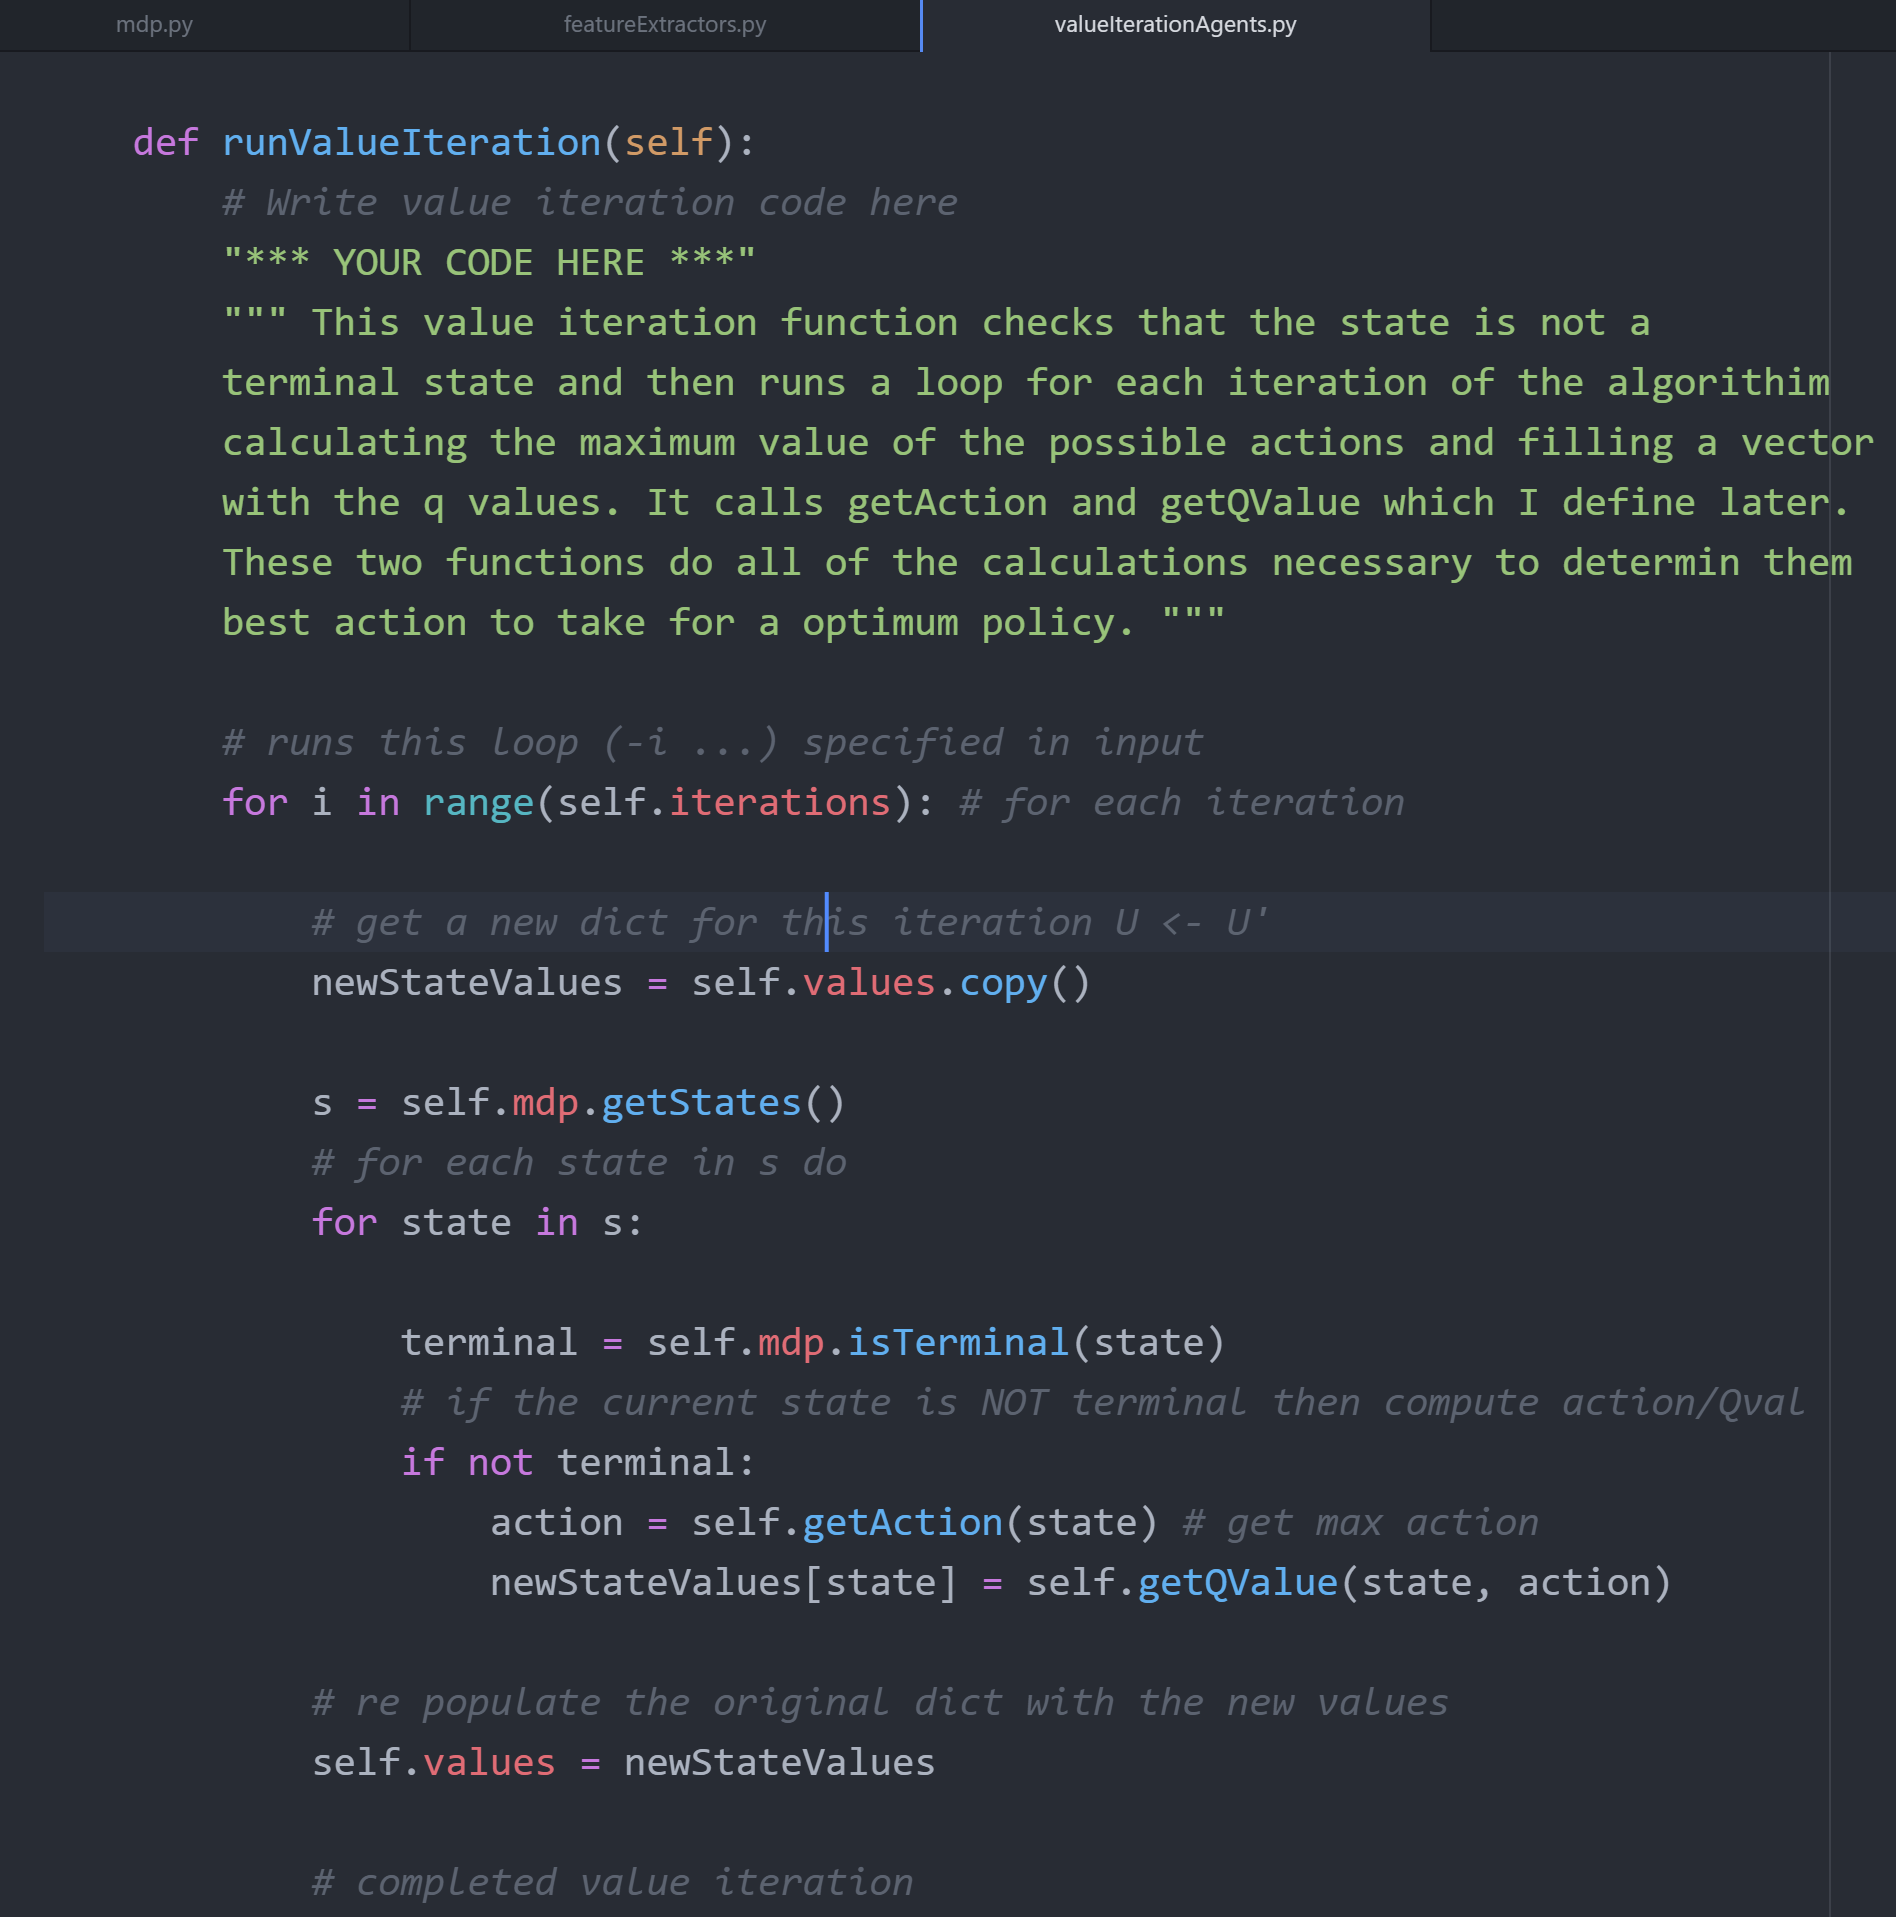 mdp.py featureExtractors.py valueIterationAgents.py
def runValueIteration(self):
# Write value iteration code here
"*** YOUR CODE HERE ***"
""" This value iteration function checks that the state is not a
terminal state and then runs a loop for each iteration of the algorithim
calculating the maximum value of the possible actions and filling a vector
with the q values. It calls getAction and getQValue which I define later.
These two functions do all of the calculations necessary to determin them
best action to take for a optimum policy. """
# runs this loop (-i ...) specified in input
for i in range(self.iterations): # for each iteration
# get a new dict for this iteration U <- U'
newStateValues = self.values.copy()
s = self.mdp.getStates()
# for each state in s do
for state in s:
terminal = self.mdp.isTerminal(state)
# if the current state is NOT terminal then compute action/Qval
if not terminal:
action = self.getAction(state) # get max action
newStateValues[state] = self.getQValue(state, action)
# re populate the original dict with the new values
self.values = newStateValues
# completed value iteration